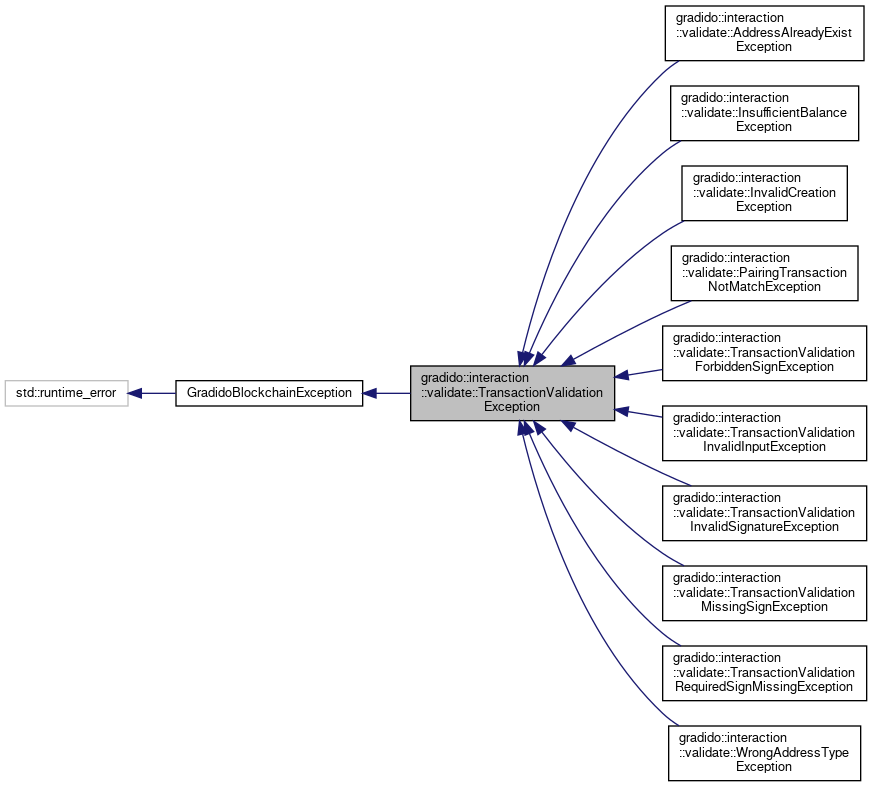 std::runtime_error
GradidoBlockchainException
gradido::interaction
::validate::TransactionValidation
Exception
gradido::interaction
::validate::AddressAlreadyExist
Exception
gradido::interaction
::validate::InsufficientBalance
Exception
gradido::interaction
::validate::InvalidCreation
Exception
gradido::interaction
::validate::PairingTransaction
NotMatchException
gradido::interaction
::validate::TransactionValidation
ForbiddenSignException
gradido::interaction
::validate::TransactionValidation
InvalidInputException
gradido::interaction
::validate::TransactionValidation
InvalidSignatureException
gradido::interaction
::validate::TransactionValidation
MissingSignException
gradido::interaction
::validate::TransactionValidation
RequiredSignMissingException
gradido::interaction
::validate::WrongAddressType
Exception